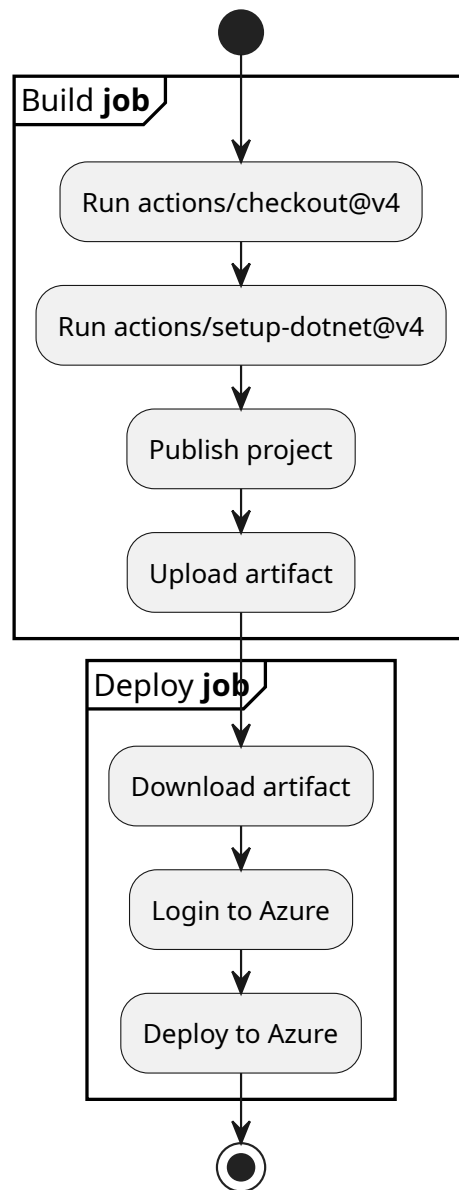 Build job
Run actions/checkout@v4
Run actions/setup-dotnet@v4
Publish project
Upload artifact
Deploy job
Download artifact
Login to Azure
Deploy to Azure